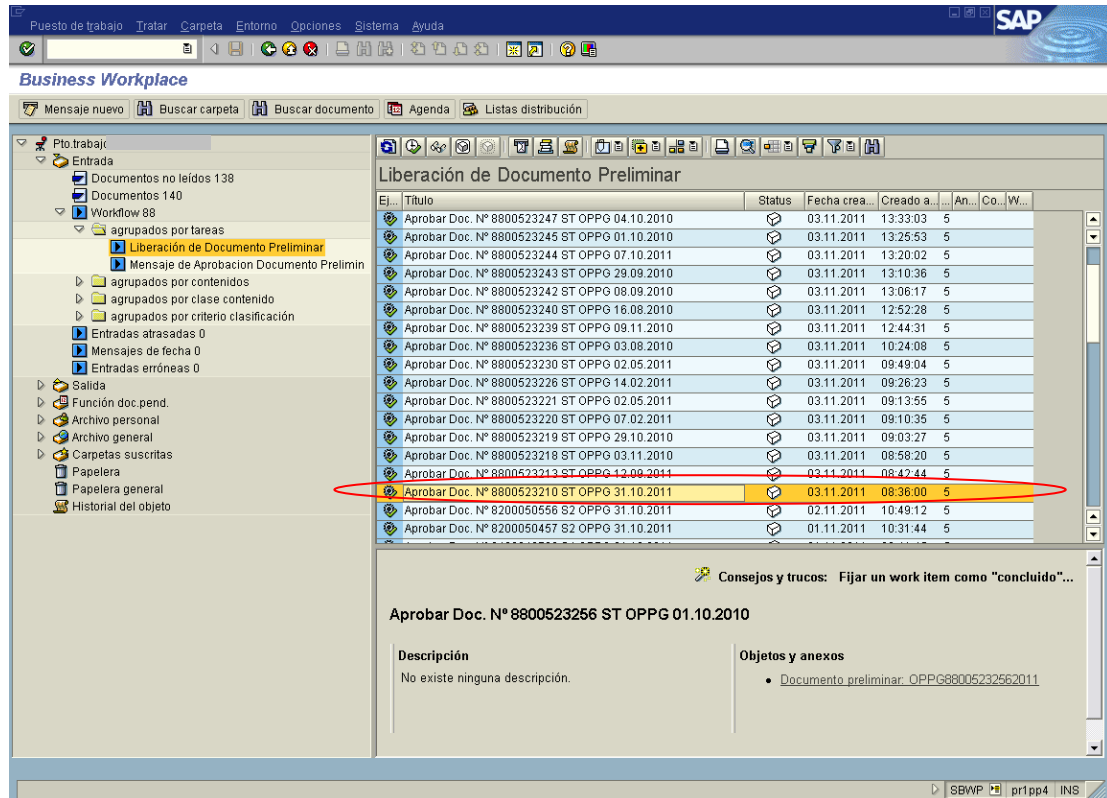 Puesto de trabajo Tratar Carpeta Entorno Opciones Sistema Ayuda
SAP
Business Workplace
Mensaje nuevo Buscar carpeta Buscar documento Agenda Listas distribución
Pto.trabajo
Entrada
Documentos no leídos 138
Documentos 140
Workflow 88
agrupados por tareas
Liberación de Documento Preliminar
Mensaje de Aprobacion Documento Prelimin
agrupados por contenidos
agrupados por clase contenido
agrupados por criterio clasificación
Entradas atrasadas 0
Mensajes de fecha 0
Entradas erróneas 0
Salida
Función doc.pend.
Archivo personal
Archivo general
Carpetas suscritas
Papelera
Papelera general
Historial del objeto
Liberación de Documento Preliminar
Ej... Título Status Fecha crea... Creado a... ... An... Co... W...
Aprobar Doc. Nº 8800523247 ST OPPG 04.10.2010 03.11.2011 13:33:03 5
Aprobar Doc. Nº 8800523245 ST OPPG 01.10.2010 03.11.2011 13:25:53 5
Aprobar Doc. Nº 8800523244 ST OPPG 07.10.2011 03.11.2011 13:20:02 5
Aprobar Doc. Nº 8800523243 ST OPPG 29.09.2010 03.11.2011 13:10:36 5
Aprobar Doc. Nº 8800523242 ST OPPG 08.09.2010 03.11.2011 13:06:17 5
Aprobar Doc. Nº 8800523240 ST OPPG 16.08.2010 03.11.2011 12:52:28 5
Aprobar Doc. Nº 8800523239 ST OPPG 09.11.2010 03.11.2011 12:44:31 5
Aprobar Doc. Nº 8800523236 ST OPPG 03.08.2010 03.11.2011 10:24:08 5
Aprobar Doc. Nº 8800523230 ST OPPG 02.05.2011 03.11.2011 09:49:04 5
Aprobar Doc. Nº 8800523226 ST OPPG 14.02.2011 03.11.2011 09:26:23 5
Aprobar Doc. Nº 8800523221 ST OPPG 02.05.2011 03.11.2011 09:13:55 5
Aprobar Doc. Nº 8800523220 ST OPPG 07.02.2011 03.11.2011 09:10:35 5
Aprobar Doc. Nº 8800523219 ST OPPG 29.10.2010 03.11.2011 09:03:27 5
Aprobar Doc. Nº 8800523218 ST OPPG 03.11.2010 03.11.2011 08:58:20 5
Aprobar Doc. Nº 8800523213 ST OPPG 12.09.2011 03.11.2011 08:42:44 5
Aprobar Doc. Nº 8800523210 ST OPPG 31.10.2011 03.11.2011 08:36:00 5
Aprobar Doc. Nº 8200050556 S2 OPPG 31.10.2011 02.11.2011 10:49:12 5
Aprobar Doc. Nº 8200050457 S2 OPPG 31.10.2011 01.11.2011 10:31:44 5
Consejos y trucos: Fijar un work item como "concluido"...
Aprobar Doc. Nº 8800523256 ST OPPG 01.10.2010
Descripción
No existe ninguna descripción.
Objetos y anexos
Documento preliminar: OPPG88005232562011
SBWP pr1pp4 INS